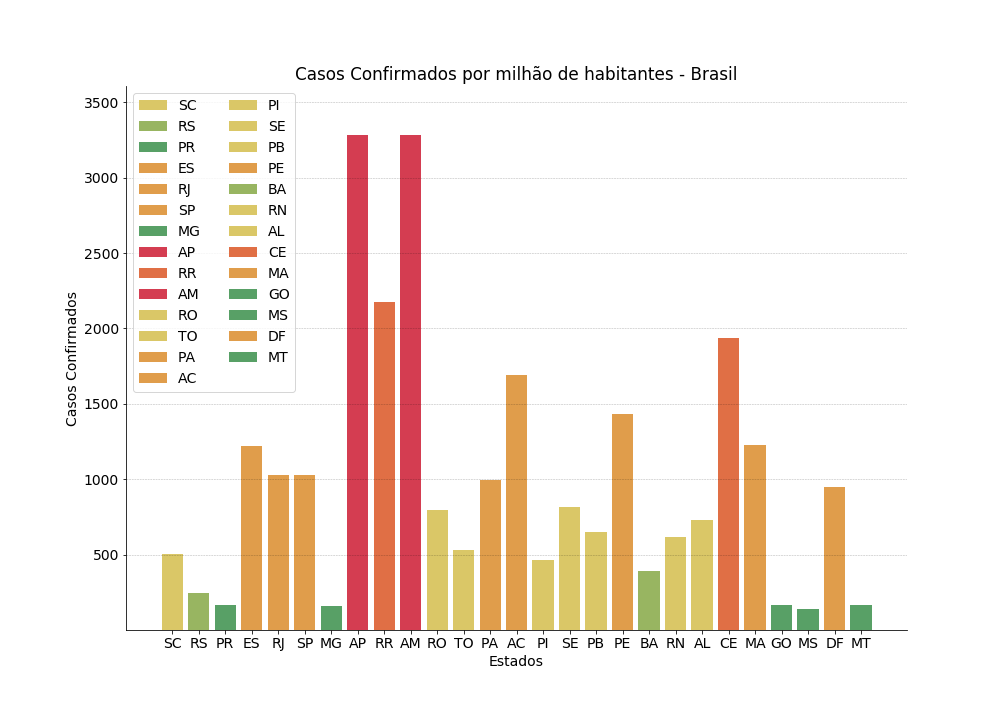 Casos Confirmados por milhão de habitantes - Brasil
3500
3000
2500
2000
1500
1000
500
Casos Confirmados
SC
RS
PR
ES
RJ
SP
MG
AP
RR
AM
RO
TO
PA
AC
PI
SE
PB
PE
BA
RN
AL
CE
MA
GO
MS
DF
MT
SC RS PR ES RJ SP MG AP RR AM RO TO PA AC PI SE PB PE BA RN AL CE MA GO MS DF MT
Estados